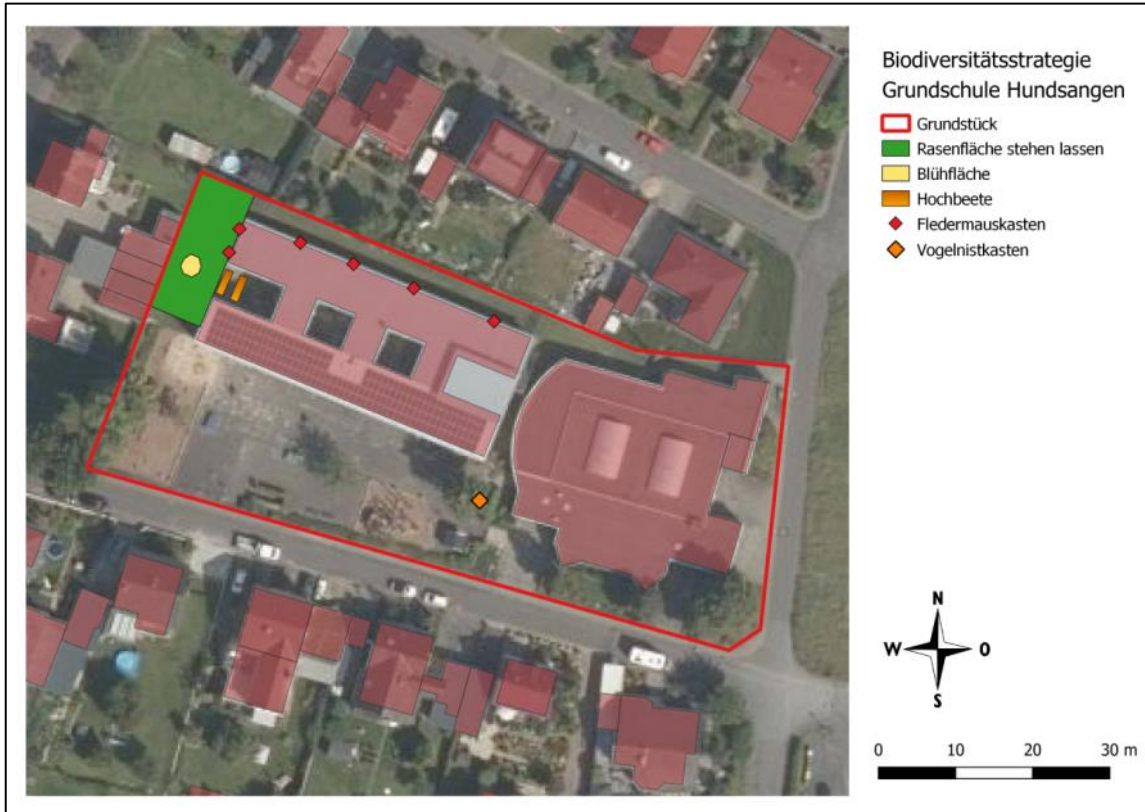 Biodiversitätsstrategie
Grundschule Hundsangen
Grundstück
Rasenfläche stehen lassen
Blühfläche
Hochbeete
Fledermauskasten
Vogelnistkasten
N
W O
S
0 10 20 30 m